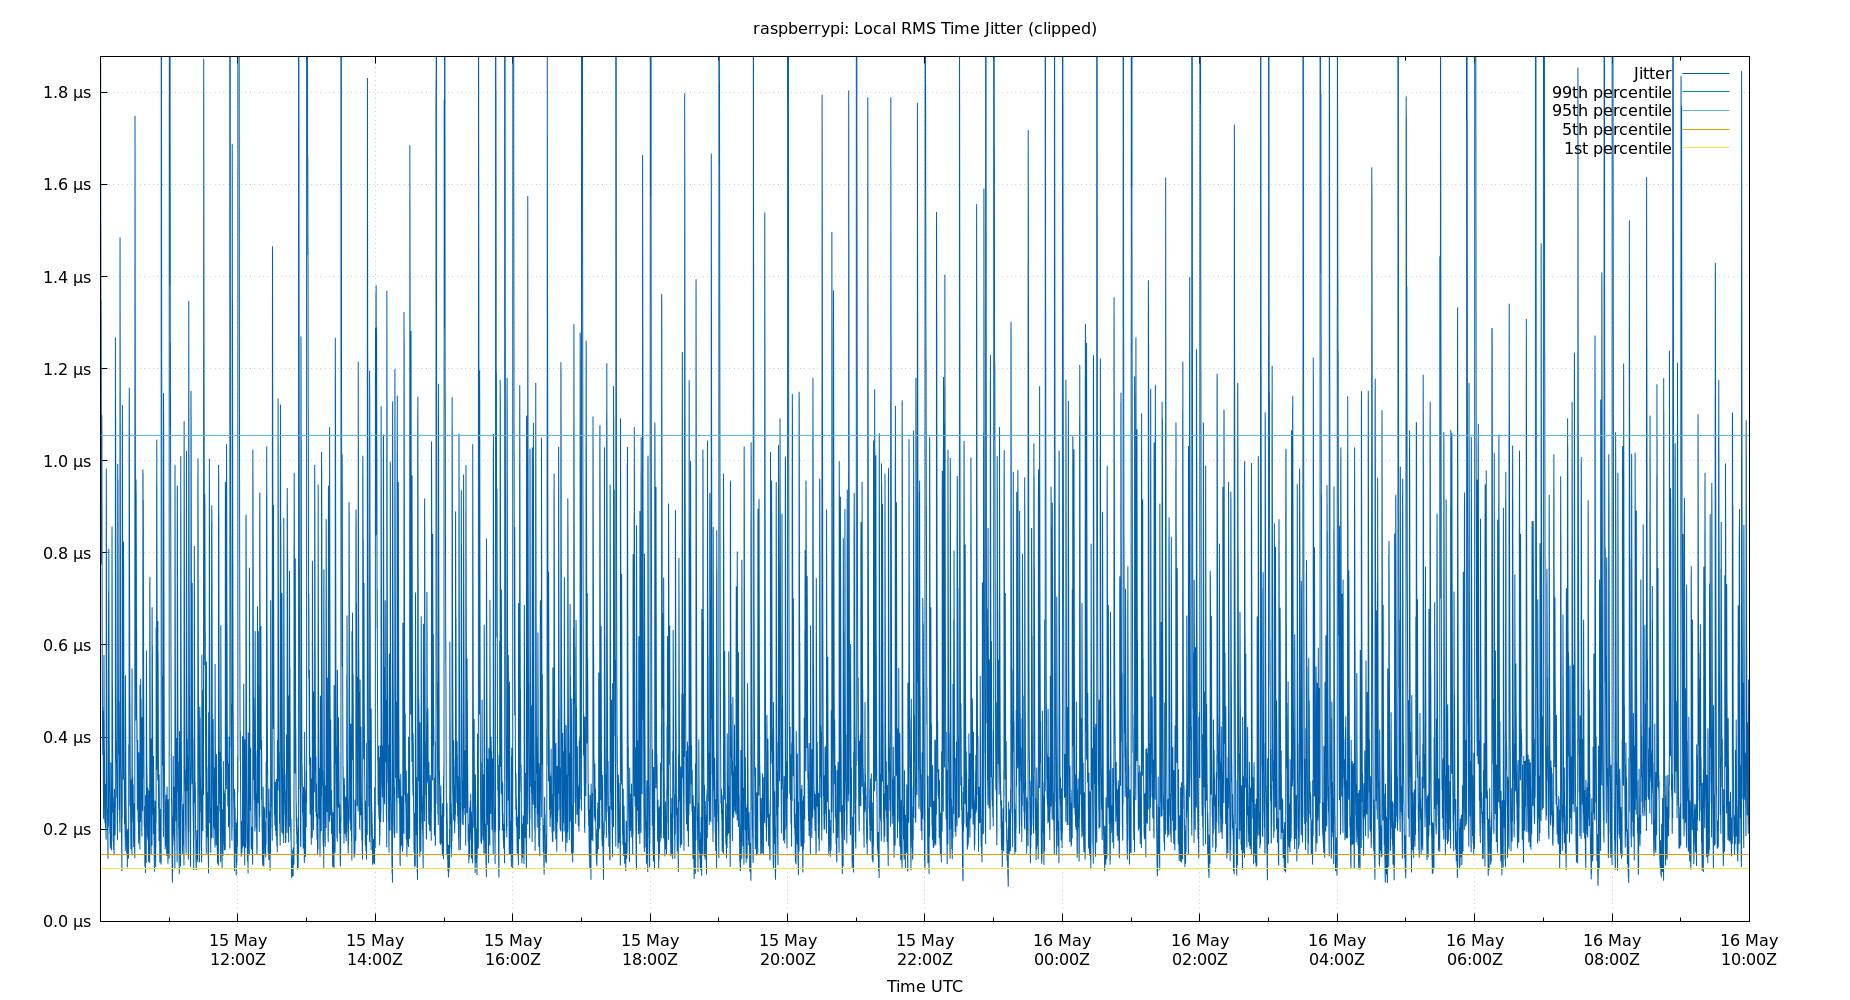 raspberrypi: Local RMS Time Jitter (clipped)
Jitter
99th percentile
95th percentile
5th percentile
1st percentile
1.8 µs
1.6 µs
1.4 µs
1.2 µs
1.0 µs
0.8 µs
0.6 µs
0.4 µs
0.2 µs
0.0 µs
15 May 15 May 15 May 15 May 15 May 15 May 16 May 16 May 16 May 16 May 16 May 16 May
12:00Z 14:00Z 16:00Z 18:00Z 20:00Z 22:00Z 00:00Z 02:00Z 04:00Z 06:00Z 08:00Z 10:00Z
Time UTC